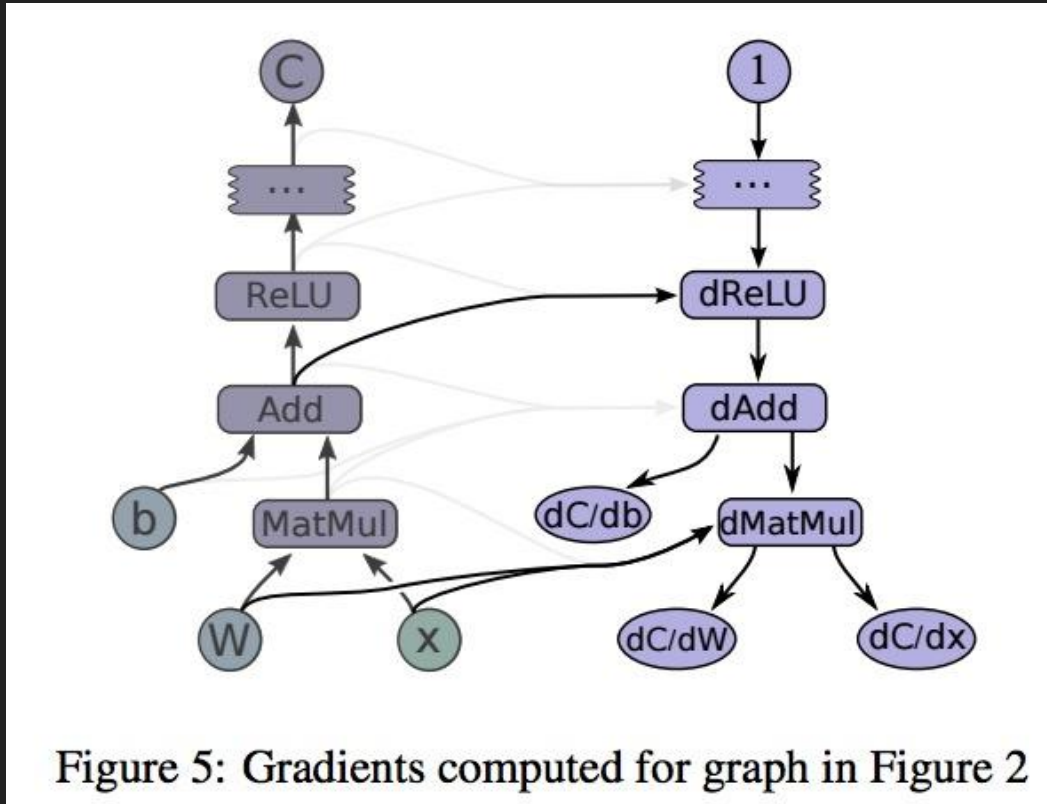 C
1
...
...
ReLU
dReLU
Add
dAdd
b
MatMul
dC/db
dMatMul
W
x
dC/dW
dC/dx
Figure 5: Gradients computed for graph in Figure 2